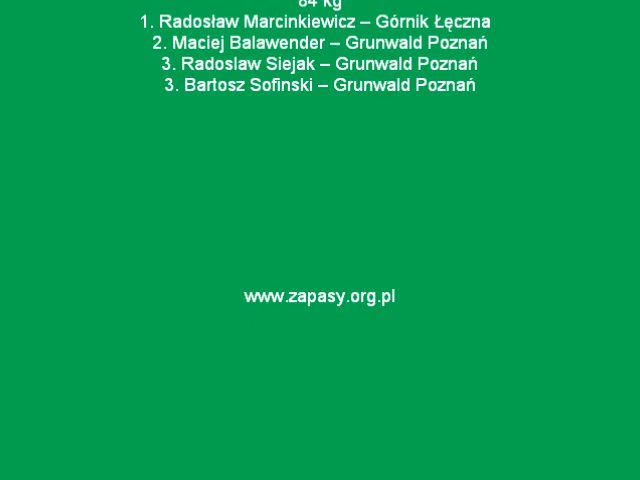 84 kg
1. Radosław Marcinkiewicz – Górnik Łęczna
2. Maciej Balawender – Grunwald Poznań
3. Radoslaw Siejak – Grunwald Poznań
3. Bartosz Sofinski – Grunwald Poznań
www.zapasy.org.pl